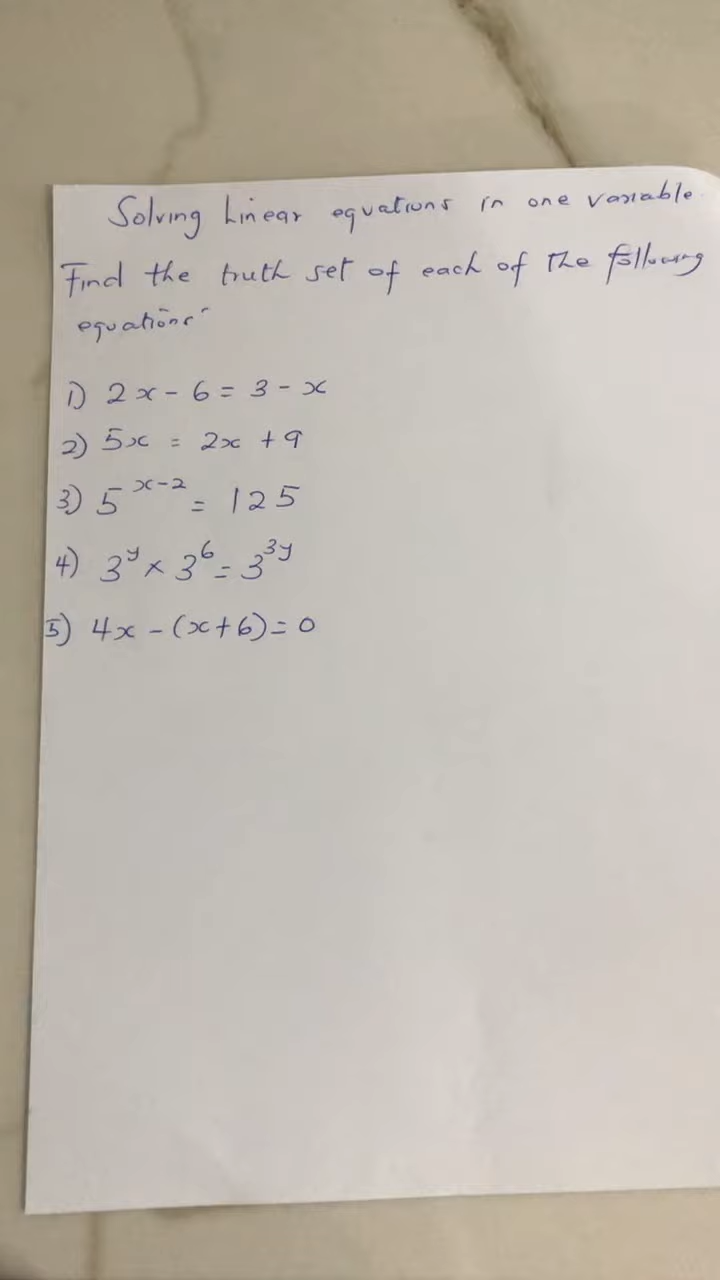 Solving Linear equations in one variable.
Find the truth set of each of the following
equations
1) 2x - 6 = 3 - x
2) 5x = 2x + 9
3) 5^{x-2} = 125
4) 3^y × 3^6 = 3^{3y}
5) 4x - (x+6) = 0